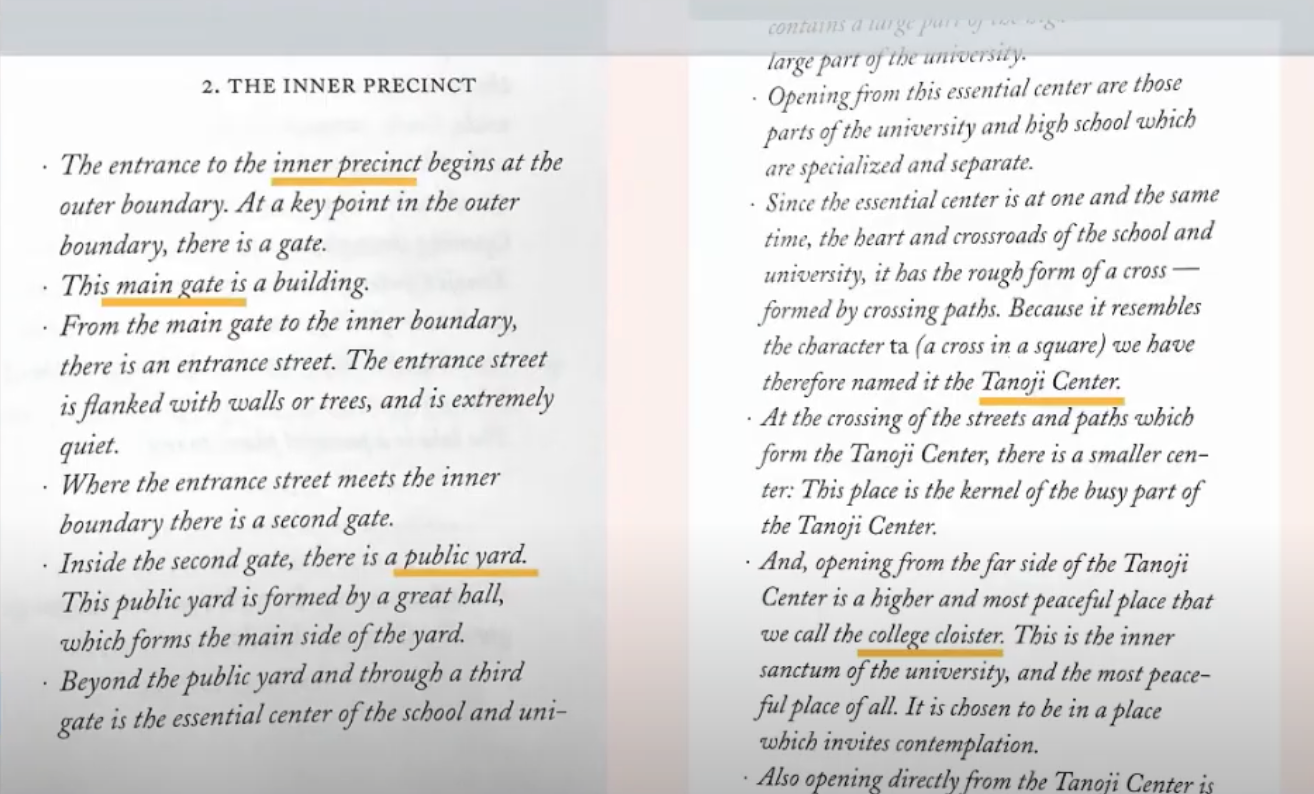 2. THE INNER PRECINCT
· The entrance to the inner precinct begins at the
outer boundary. At a key point in the outer
boundary, there is a gate.
· This main gate is a building.
· From the main gate to the inner boundary,
there is an entrance street. The entrance street
is flanked with walls or trees, and is extremely
quiet.
· Where the entrance street meets the inner
boundary there is a second gate.
· Inside the second gate, there is a public yard.
This public yard is formed by a great hall,
which forms the main side of the yard.
· Beyond the public yard and through a third
gate is the essential center of the school and uni-
contains a large part of the
large part of the university.
· Opening from this essential center are those
parts of the university and high school which
are specialized and separate.
· Since the essential center is at one and the same
time, the heart and crossroads of the school and
university, it has the rough form of a cross —
formed by crossing paths. Because it resembles
the character ta (a cross in a square) we have
therefore named it the Tanoji Center.
· At the crossing of the streets and paths which
form the Tanoji Center, there is a smaller cen-
ter: This place is the kernel of the busy part of
the Tanoji Center.
· And, opening from the far side of the Tanoji
Center is a higher and most peaceful place that
we call the college cloister. This is the inner
sanctum of the university, and the most peace-
ful place of all. It is chosen to be in a place
which invites contemplation.
· Also opening directly from the Tanoji Center is